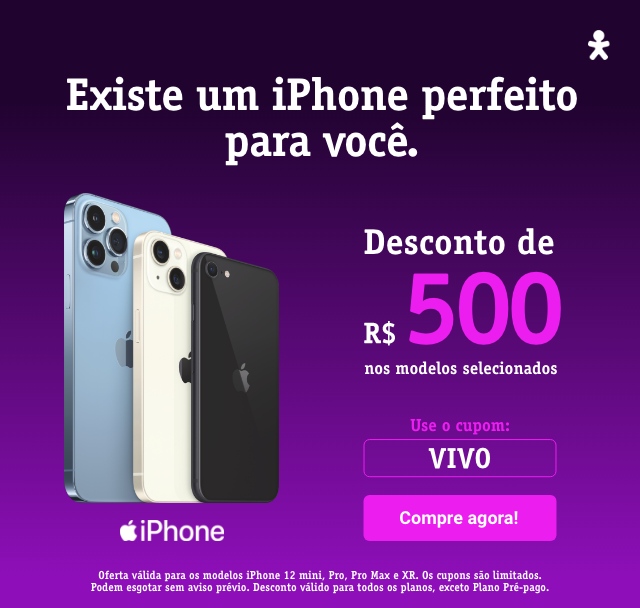 Existe um iPhone perfeito
para você.
Desconto de
R$ 500
nos modelos selecionados
Use o cupom:
VIVO
Compre agora!
iPhone
Oferta válida para os modelos iPhone 12 mini, Pro, Pro Max e XR. Os cupons são limitados.
Podem esgotar sem aviso prévio. Desconto válido para todos os planos, exceto Plano Pré-pago.